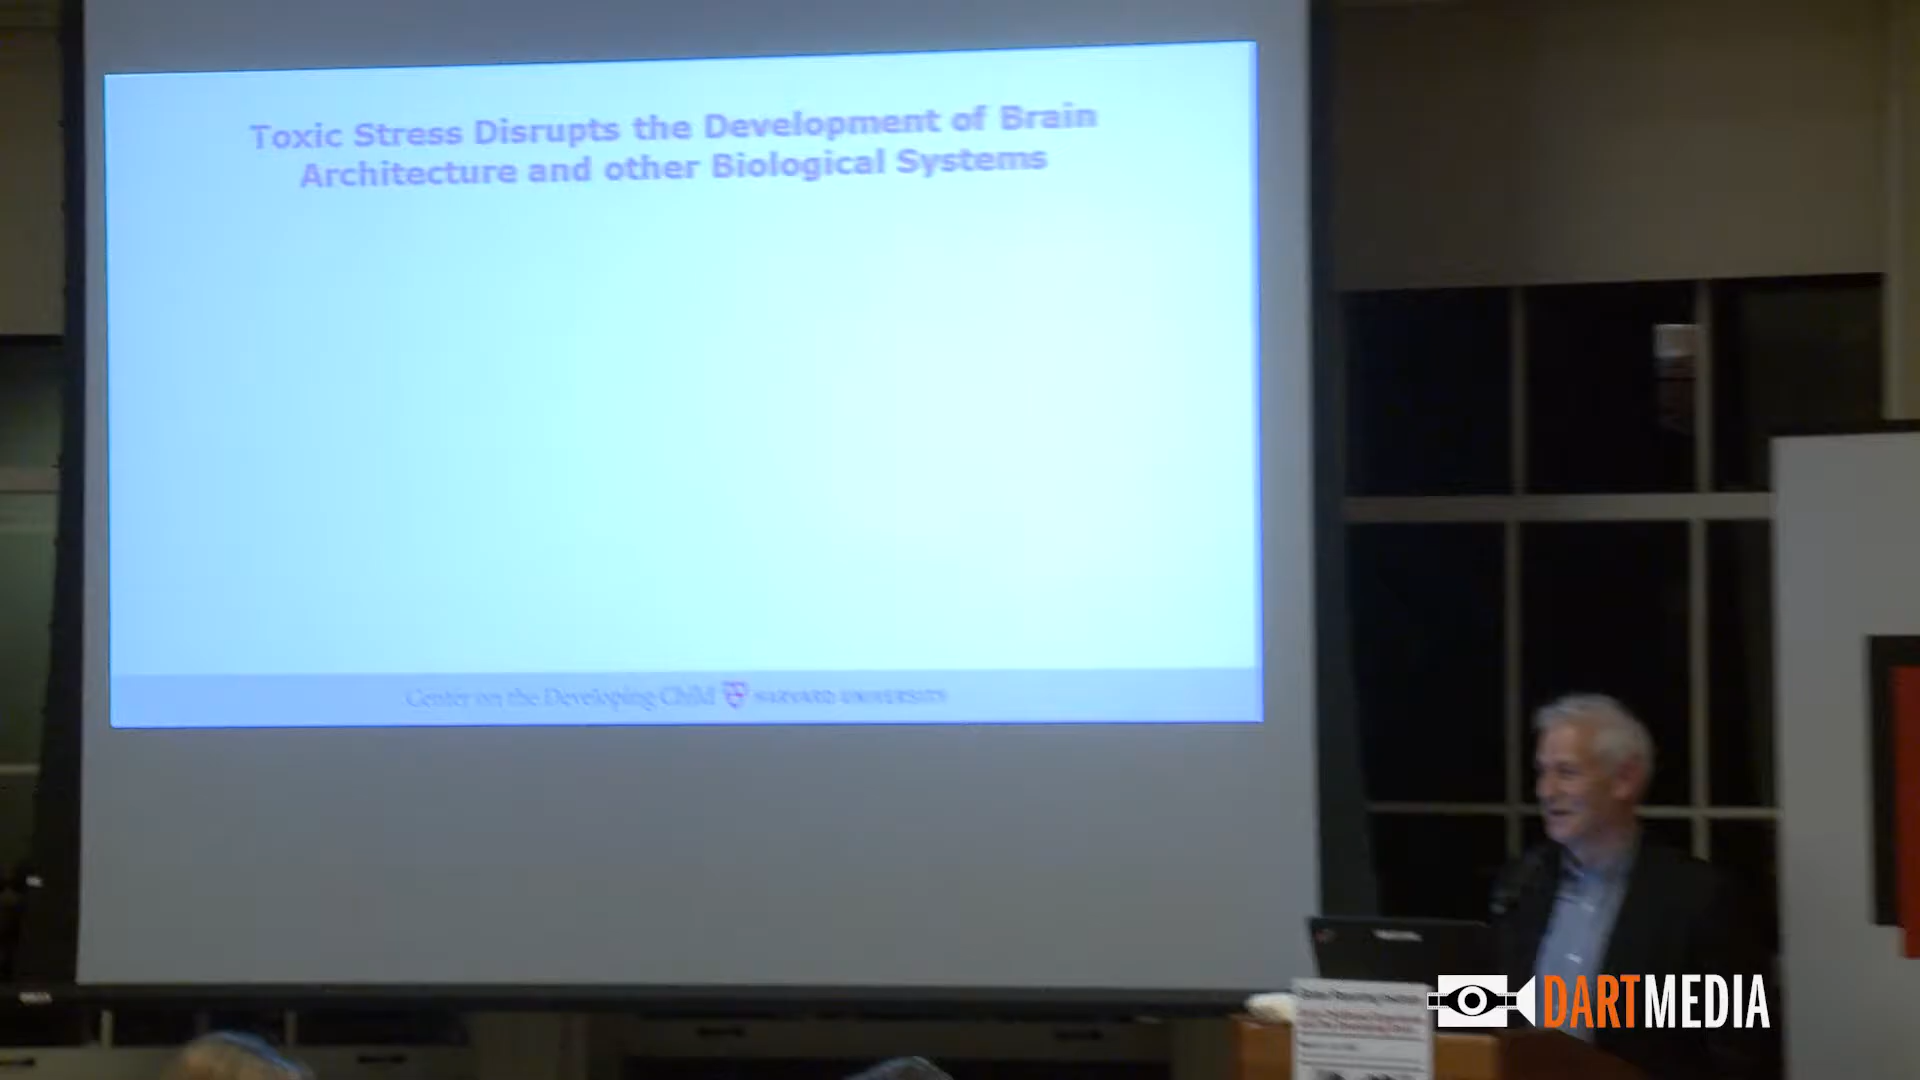 Toxic Stress Disrupts the Development of Brain
Architecture and other Biological Systems
Center on the Developing Child HARVARD UNIVERSITY
DARTMEDIA